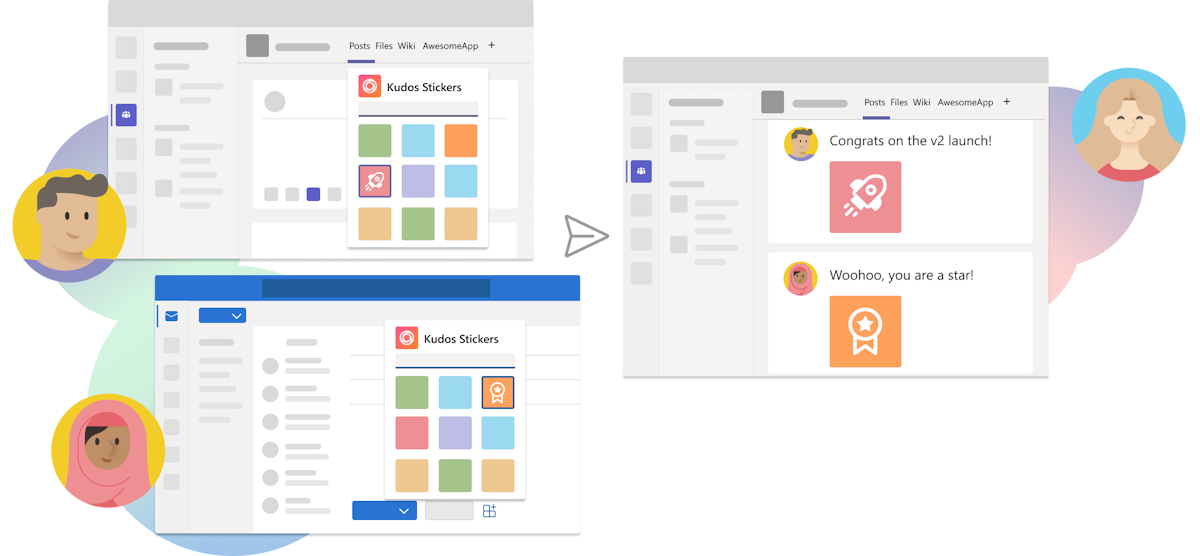 Posts Files Wiki AwesomeApp +
Kudos Stickers
Kudos Stickers
Posts Files Wiki AwesomeApp +
Congrats on the v2 launch!
Woohoo, you are a star!